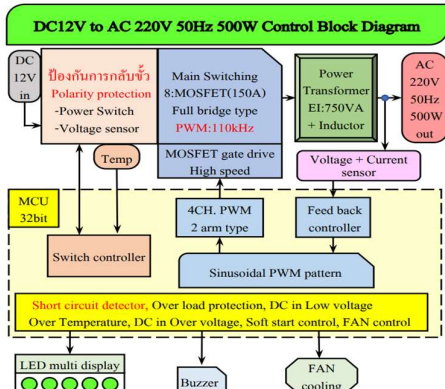 DC12V to AC 220V 50Hz 500W Control Block Diagram
DC
12V
in
ป้องกันการกลับขั้ว
Polarity protection
-Power Switch
-Voltage sensor
Main Switching
8:MOSFET(150A)
Full bridge type
PWM:110kHz
Power
Transformer
EI:750VA
+ Inductor
AC
220V
50Hz
500W
out
Temp
MOSFET gate drive
High speed
Voltage + Current
sensor
MCU
32bit
4CH. PWM
2 arm type
Feed back
controller
Switch controller
Sinusoidal PWM pattern
Short circuit detector, Over load protection, DC in Low voltage
Over Temperature, DC in Over voltage, Soft start control, FAN control
LED multi display
Buzzer
FAN
cooling